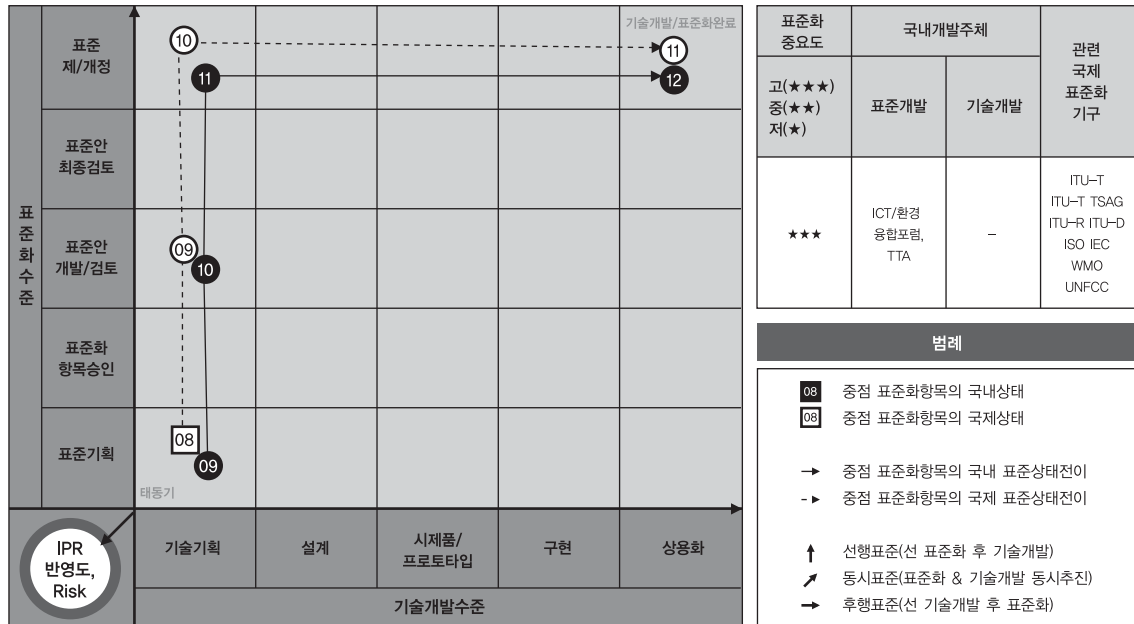 기술개발/표준화완료
표준
제/개정
10
11
11
12
표준안
최종검토
표준화수준
표준안
개발/검토
09
10
표준화
항목승인
표준기획
08
09
태동기
IPR
반영도,
Risk
기술기획
설계
시제품/
프로토타입
구현
상용화
기술개발수준
표준화
중요도
국내개발주체
관련
국제
표준화
기구
고(★★★)
중(★★)
저(★)
표준개발
기술개발
★★★
ICT/환경
융합포럼,
TTA
–
ITU–T
ITU–T TSAG
ITU–R ITU–D
ISO IEC
WMO
UNFCC
범례
08 중점 표준화항목의 국내상태
08 중점 표준화항목의 국제상태
→ 중점 표준화항목의 국내 표준상태전이
-► 중점 표준화항목의 국제 표준상태전이
↑ 선행표준(선 표준화 후 기술개발)
↗ 동시표준(표준화 & 기술개발 동시추진)
→ 후행표준(선 기술개발 후 표준화)